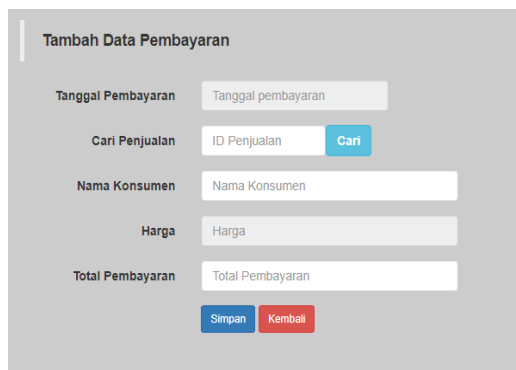 Tambah Data Pembayaran
Tanggal Pembayaran Tanggal pembayaran
Cari Penjualan ID Penjualan Cari
Nama Konsumen Nama Konsumen
Harga Harga
Total Pembayaran Total Pembayaran
Simpan Kembali